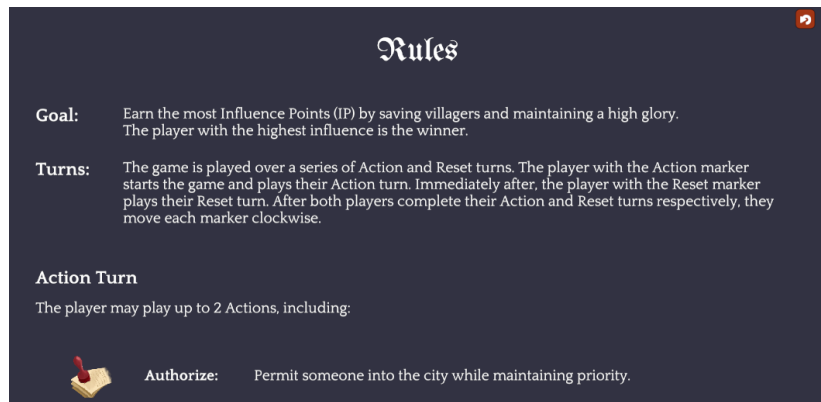 Rules
Goal: Earn the most Influence Points (IP) by saving villagers and maintaining a high glory.
The player with the highest influence is the winner.
Turns: The game is played over a series of Action and Reset turns. The player with the Action marker
starts the game and plays their Action turn. Immediately after, the player with the Reset marker
plays their Reset turn. After both players complete their Action and Reset turns respectively, they
move each marker clockwise.
Action Turn
The player may play up to 2 Actions, including:
Authorize: Permit someone into the city while maintaining priority.